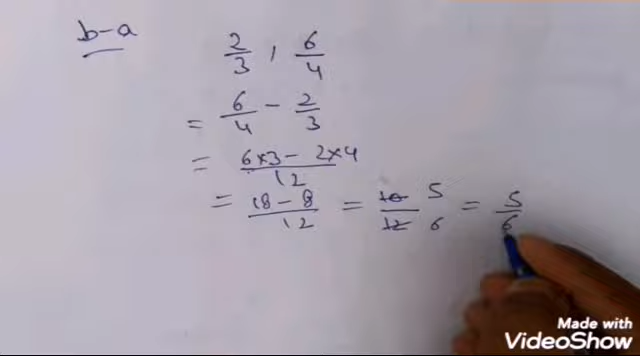 b-a
2/3 , 6/4
= 6/4 - 2/3
= 6×3 - 2×4 / 12
= 18 - 8 / 12 = 10/12 5/6 = 5/6
Made with
VideoShow